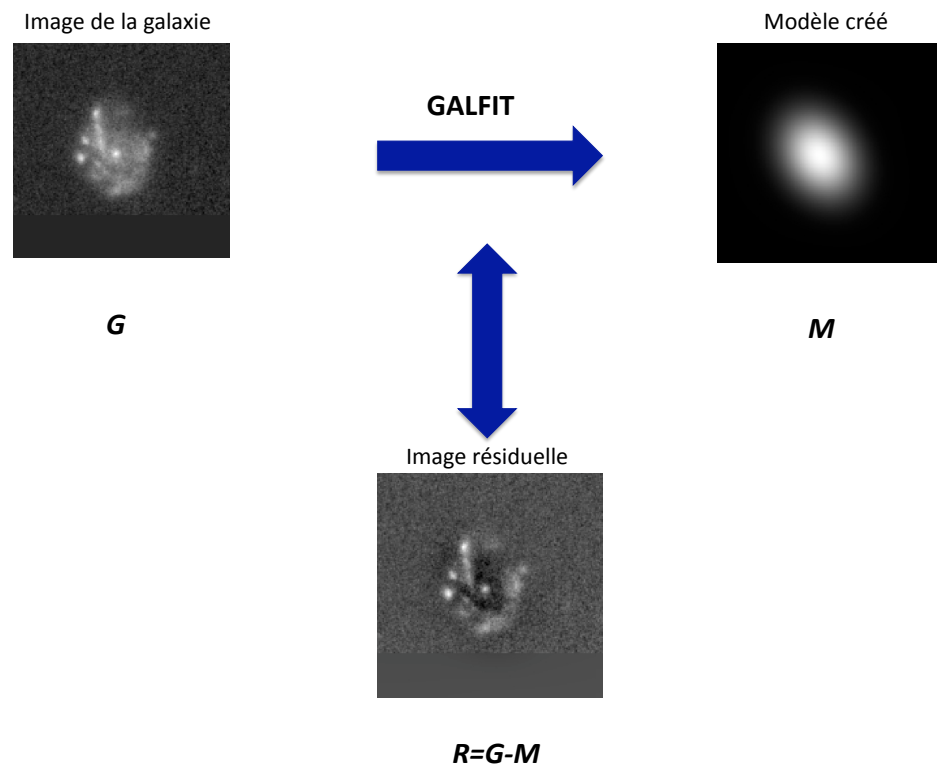 Image de la galaxie
Modèle créé
GALFIT
G
M
Image résiduelle
R=G-M